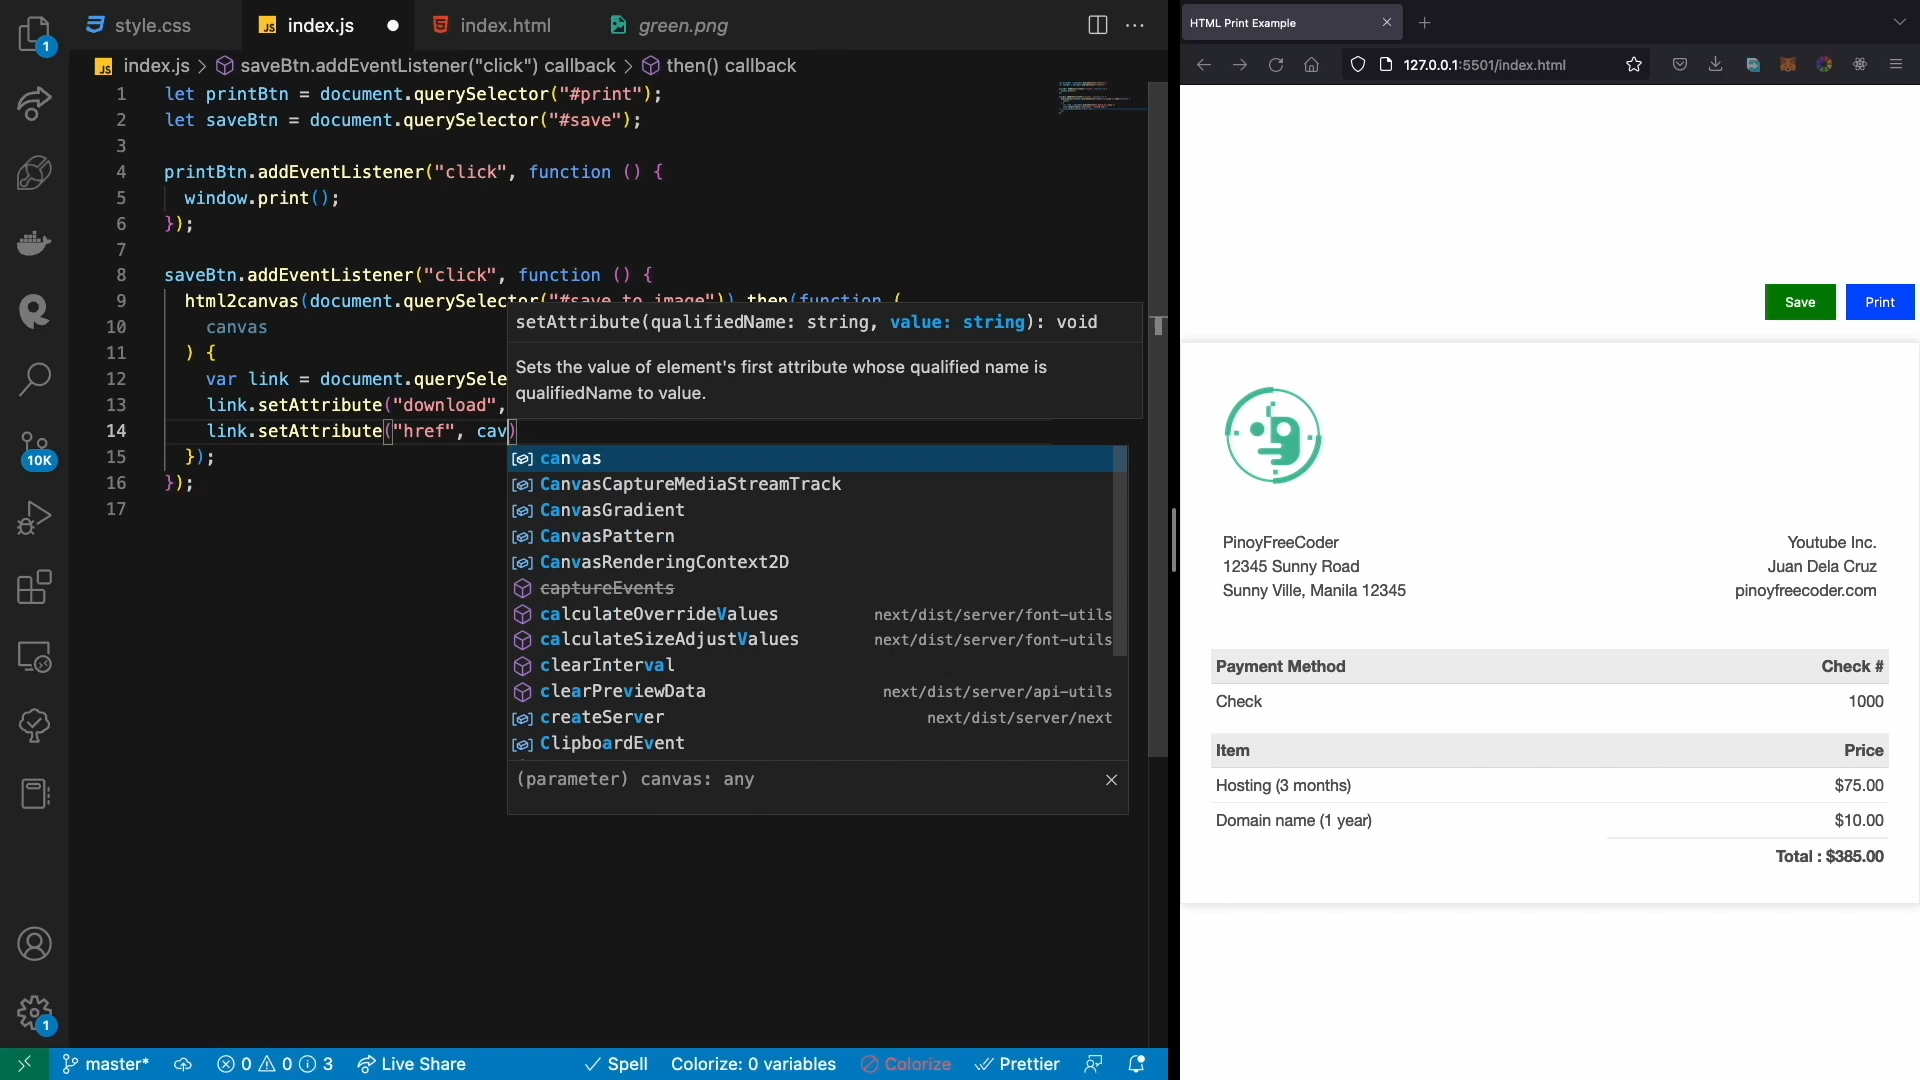 style.css
index.js
index.html
green.png
index.js > saveBtn.addEventListener("click") callback > then() callback
1 let printBtn = document.querySelector("#print");
2 let saveBtn = document.querySelector("#save");
3
4 printBtn.addEventListener("click", function () {
5 window.print();
6 });
7
8 saveBtn.addEventListener("click", function () {
9 html2canvas(document.querySelector("#save_to_image")).then(function (
10 canvas
11 ) {
12 var link = document.querySele
13 link.setAttribute("download",
14 link.setAttribute("href", cav)
15 });
16 });
17
setAttribute(qualifiedName: string, value: string): void
Sets the value of element's first attribute whose qualified name is
qualifiedName to value.
canvas
CanvasCaptureMediaStreamTrack
CanvasGradient
CanvasPattern
CanvasRenderingContext2D
captureEvents
calculateOverrideValues next/dist/server/font-utils
calculateSizeAdjustValues next/dist/server/font-utils
clearInterval
clearPreviewData next/dist/server/api-utils
createServer next/dist/server/next
ClipboardEvent
(parameter) canvas: any
1
10K
1
master*
0 0 3
Live Share
Spell
Colorize: 0 variables
Colorize
Prettier
HTML Print Example
127.0.0.1:5501/index.html
Save
Print
PinoyFreeCoder
12345 Sunny Road
Sunny Ville, Manila 12345
Youtube Inc.
Juan Dela Cruz
pinoyfreecoder.com
Payment Method Check #
Check 1000
Item Price
Hosting (3 months) $75.00
Domain name (1 year) $10.00
Total : $385.00